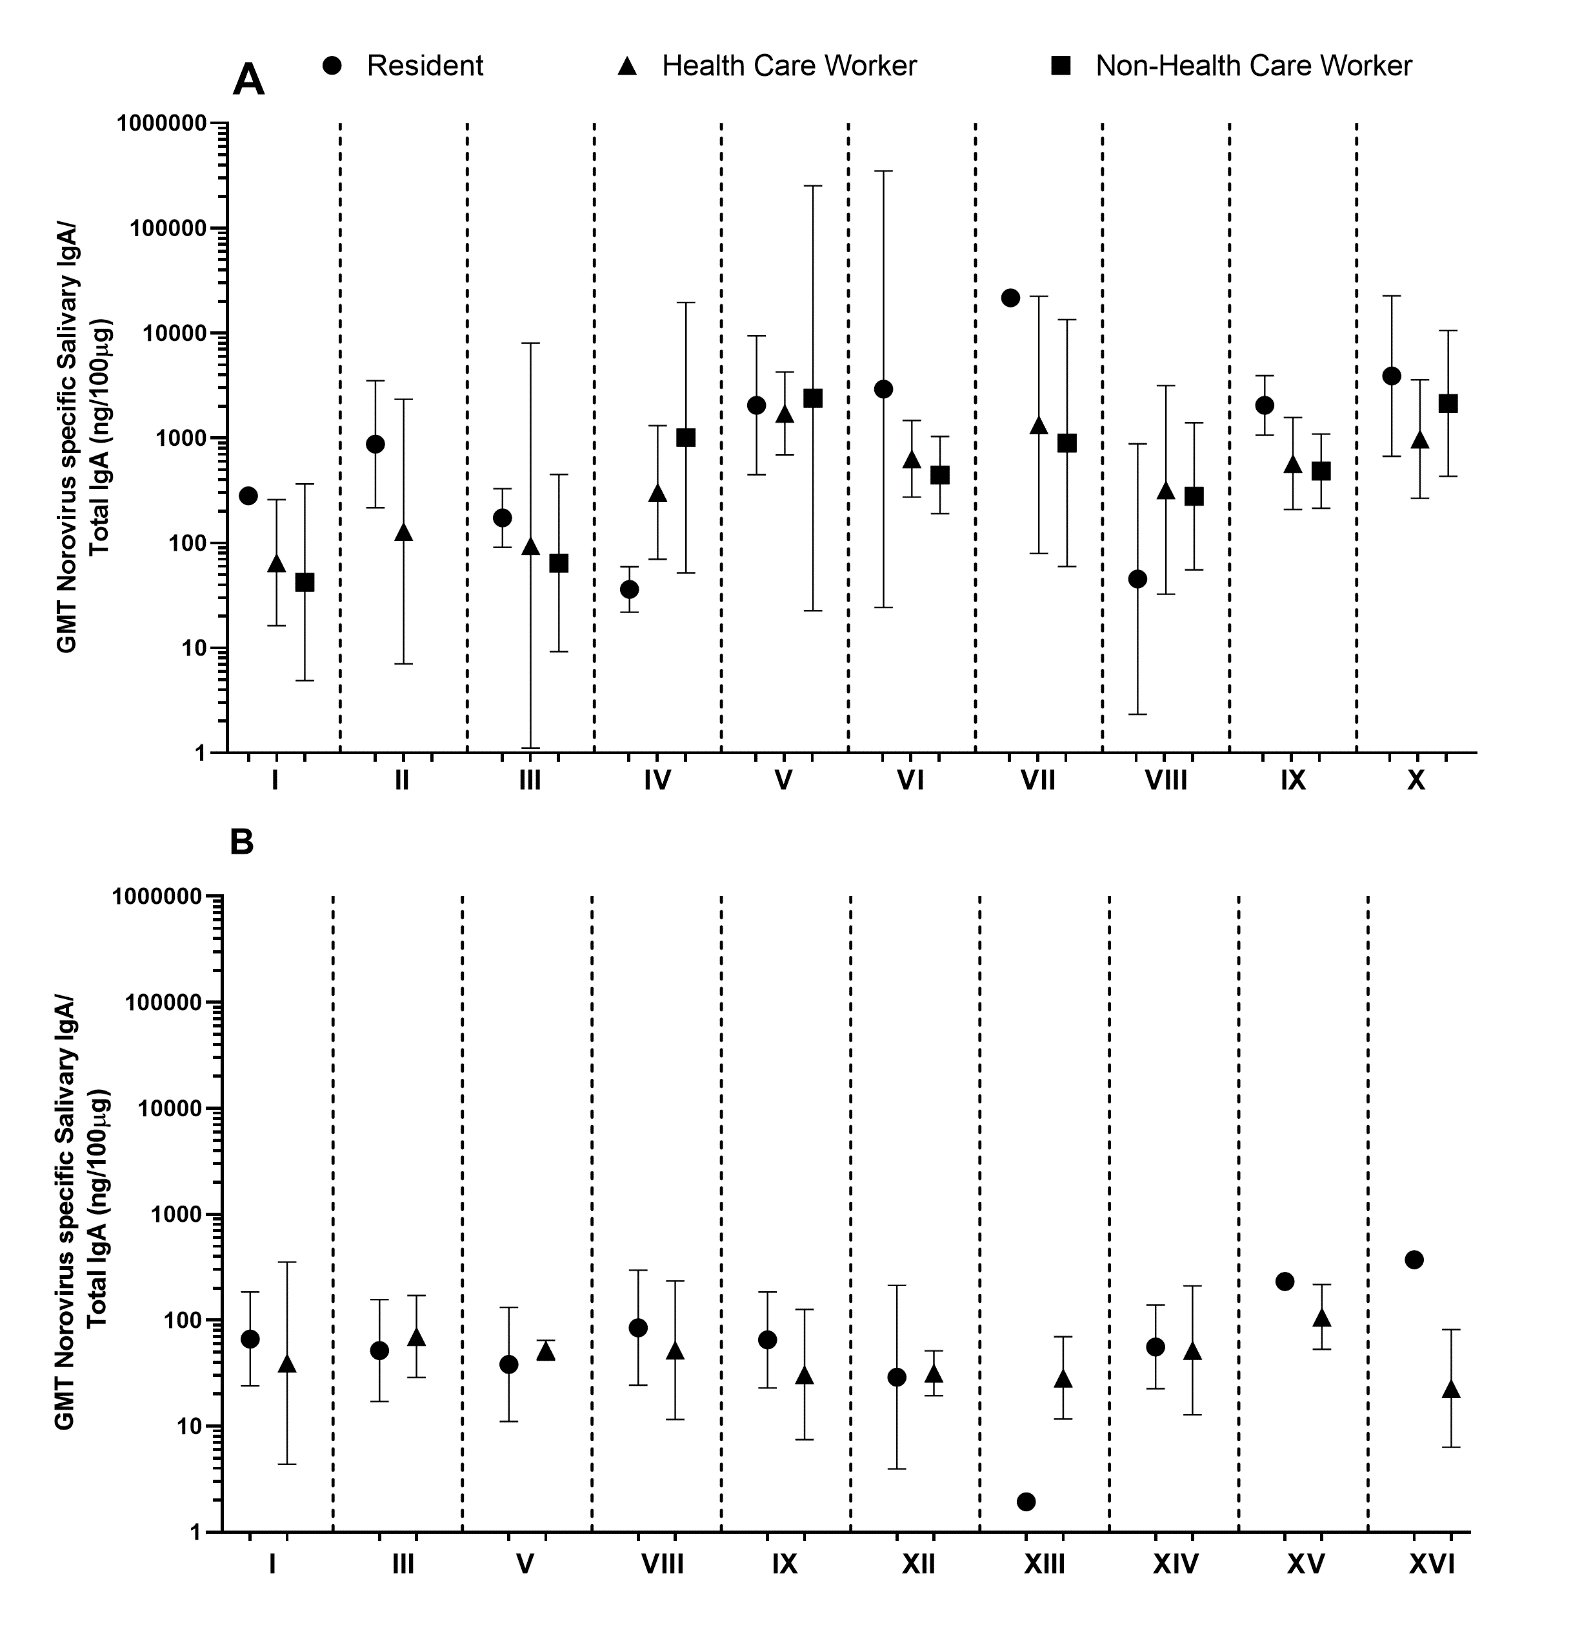 A
Resident
Health Care Worker
Non-Health Care Worker
GMT Norovirus specific Salivary IgA/
Total IgA (ng/100µg)
1000000
100000
10000
1000
100
10
1
I II III IV V VI VII VIII IX X
B
GMT Norovirus specific Salivary IgA/
Total IgA (ng/100µg)
1000000
100000
10000
1000
100
10
1
I III V VIII IX XII XIII XIV XV XVI